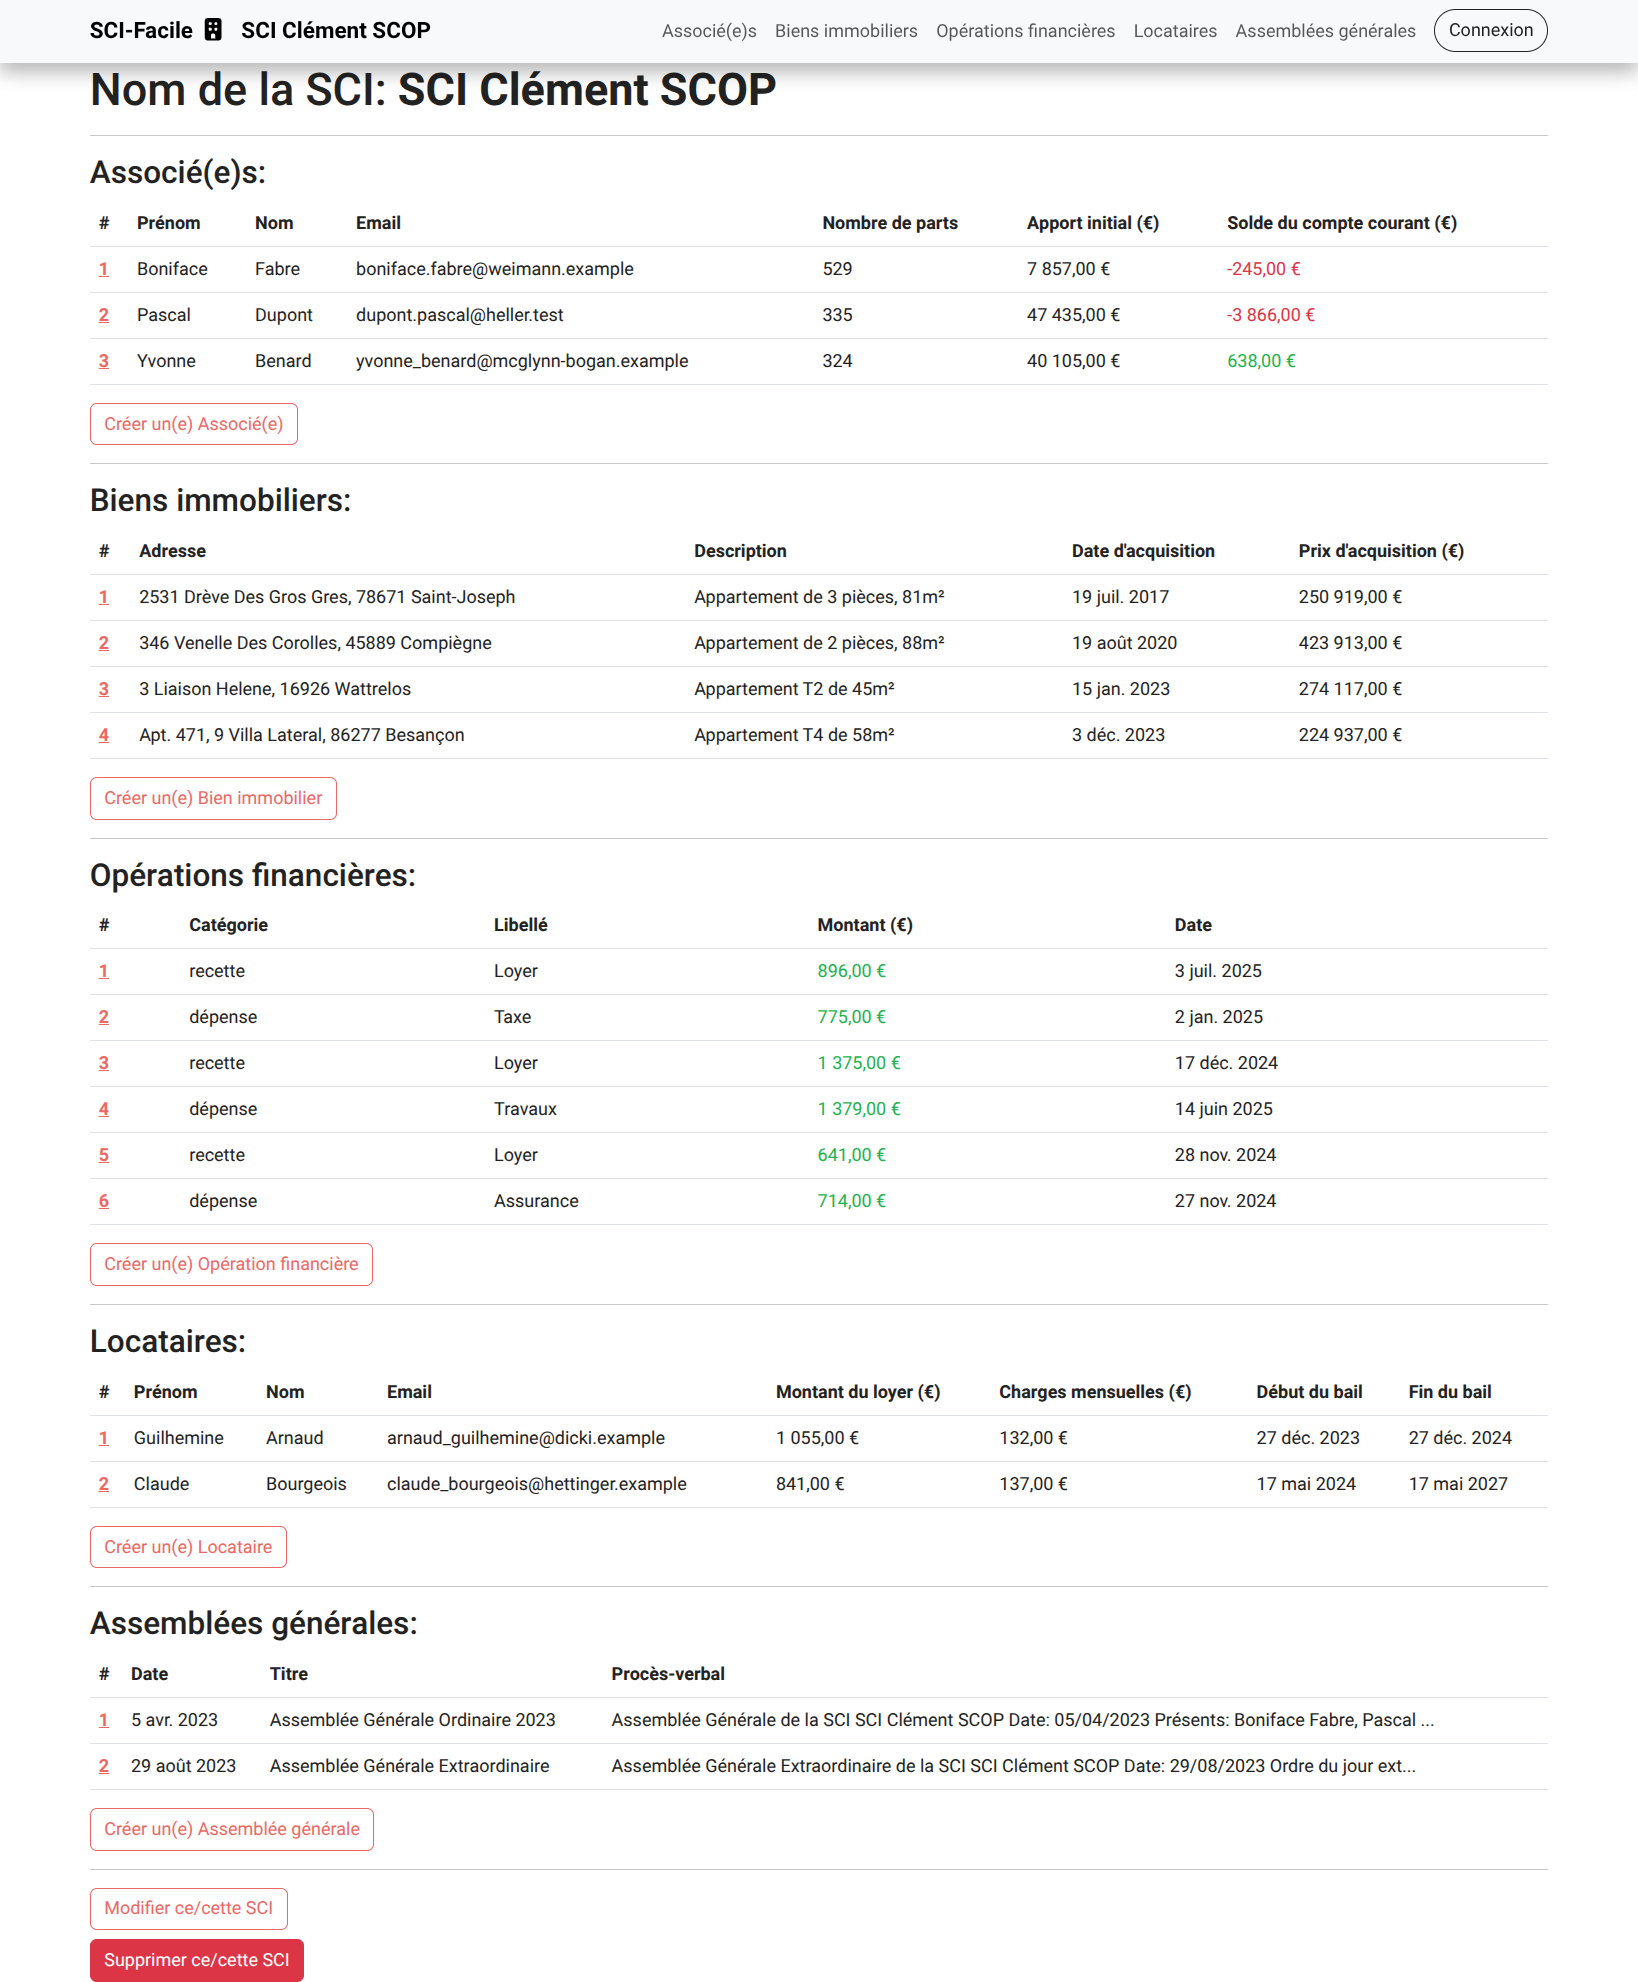 SCI-Facile SCI Clément SCOP Associé(e)s Biens immobiliers Opérations financières Locataires Assemblées générales Connexion
Nom de la SCI: SCI Clément SCOP
Associé(e)s:
# Prénom Nom Email Nombre de parts Apport initial (€) Solde du compte courant (€)
1 Boniface Fabre boniface.fabre@weimann.example 529 7 857,00 € -245,00 €
2 Pascal Dupont dupont.pascal@heller.test 335 47 435,00 € -3 866,00 €
3 Yvonne Benard yvonne_benard@mcglynn-bogan.example 324 40 105,00 € 638,00 €
Créer un(e) Associé(e)
Biens immobiliers:
# Adresse Description Date d'acquisition Prix d'acquisition (€)
1 2531 Drève Des Gros Gres, 78671 Saint-Joseph Appartement de 3 pièces, 81m² 19 juil. 2017 250 919,00 €
2 346 Venelle Des Corolles, 45889 Compiègne Appartement de 2 pièces, 88m² 19 août 2020 423 913,00 €
3 3 Liaison Helene, 16926 Wattrelos Appartement T2 de 45m² 15 jan. 2023 274 117,00 €
4 Apt. 471, 9 Villa Lateral, 86277 Besançon Appartement T4 de 58m² 3 déc. 2023 224 937,00 €
Créer un(e) Bien immobilier
Opérations financières:
# Catégorie Libellé Montant (€) Date
1 recette Loyer 896,00 € 3 juil. 2025
2 dépense Taxe 775,00 € 2 jan. 2025
3 recette Loyer 1 375,00 € 17 déc. 2024
4 dépense Travaux 1 379,00 € 14 juin 2025
5 recette Loyer 641,00 € 28 nov. 2024
6 dépense Assurance 714,00 € 27 nov. 2024
Créer un(e) Opération financière
Locataires:
# Prénom Nom Email Montant du loyer (€) Charges mensuelles (€) Début du bail Fin du bail
1 Guilhemine Arnaud arnaud_guilhemine@dicki.example 1 055,00 € 132,00 € 27 déc. 2023 27 déc. 2024
2 Claude Bourgeois claude_bourgeois@hettinger.example 841,00 € 137,00 € 17 mai 2024 17 mai 2027
Créer un(e) Locataire
Assemblées générales:
# Date Titre Procès-verbal
1 5 avr. 2023 Assemblée Générale Ordinaire 2023 Assemblée Générale de la SCI SCI Clément SCOP Date: 05/04/2023 Présents: Boniface Fabre, Pascal ...
2 29 août 2023 Assemblée Générale Extraordinaire Assemblée Générale Extraordinaire de la SCI SCI Clément SCOP Date: 29/08/2023 Ordre du jour ext...
Créer un(e) Assemblée générale
Modifier ce/cette SCI
Supprimer ce/cette SCI